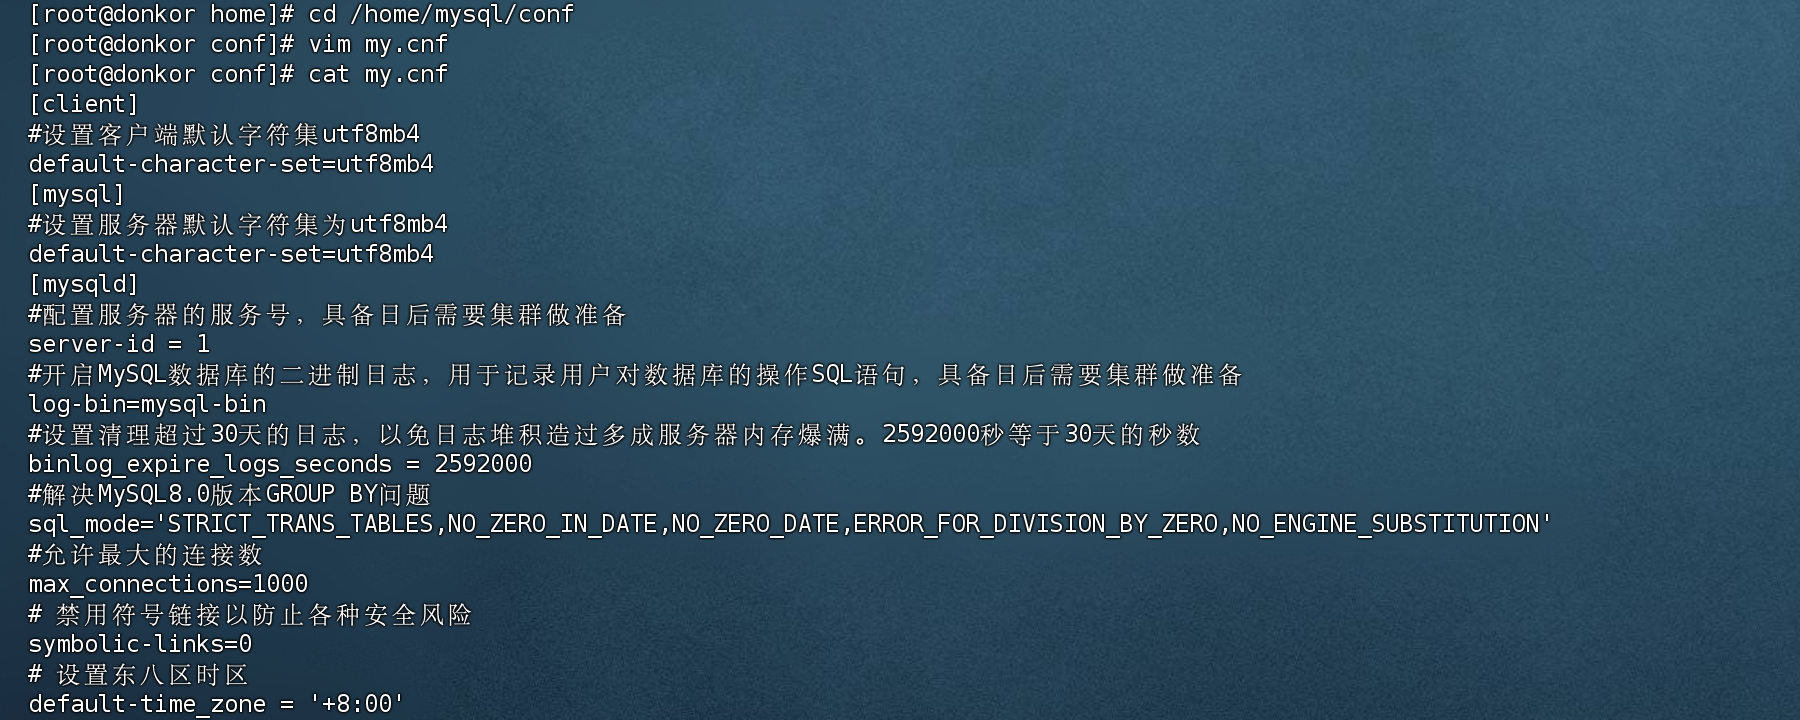 [root@donkor home]# cd /home/mysql/conf
[root@donkor conf]# vim my.cnf
[root@donkor conf]# cat my.cnf
[client]
#设置客户端默认字符集utf8mb4
default-character-set=utf8mb4
[mysql]
#设置服务器默认字符集为utf8mb4
default-character-set=utf8mb4
[mysqld]
#配置服务器的服务号，具备日后需要集群做准备
server-id = 1
#开启MySQL数据库的二进制日志，用于记录用户对数据库的操作SQL语句，具备日后需要集群做准备
log-bin=mysql-bin
#设置清理超过30天的日志，以免日志堆积造过多成服务器内存爆满。2592000秒等于30天的秒数
binlog_expire_logs_seconds = 2592000
#解决MySQL8.0版本GROUP BY问题
sql_mode='STRICT_TRANS_TABLES,NO_ZERO_IN_DATE,NO_ZERO_DATE,ERROR_FOR_DIVISION_BY_ZERO,NO_ENGINE_SUBSTITUTION'
#允许最大的连接数
max_connections=1000
# 禁用符号链接以防止各种安全风险
symbolic-links=0
# 设置东八区时区
default-time_zone = '+8:00'